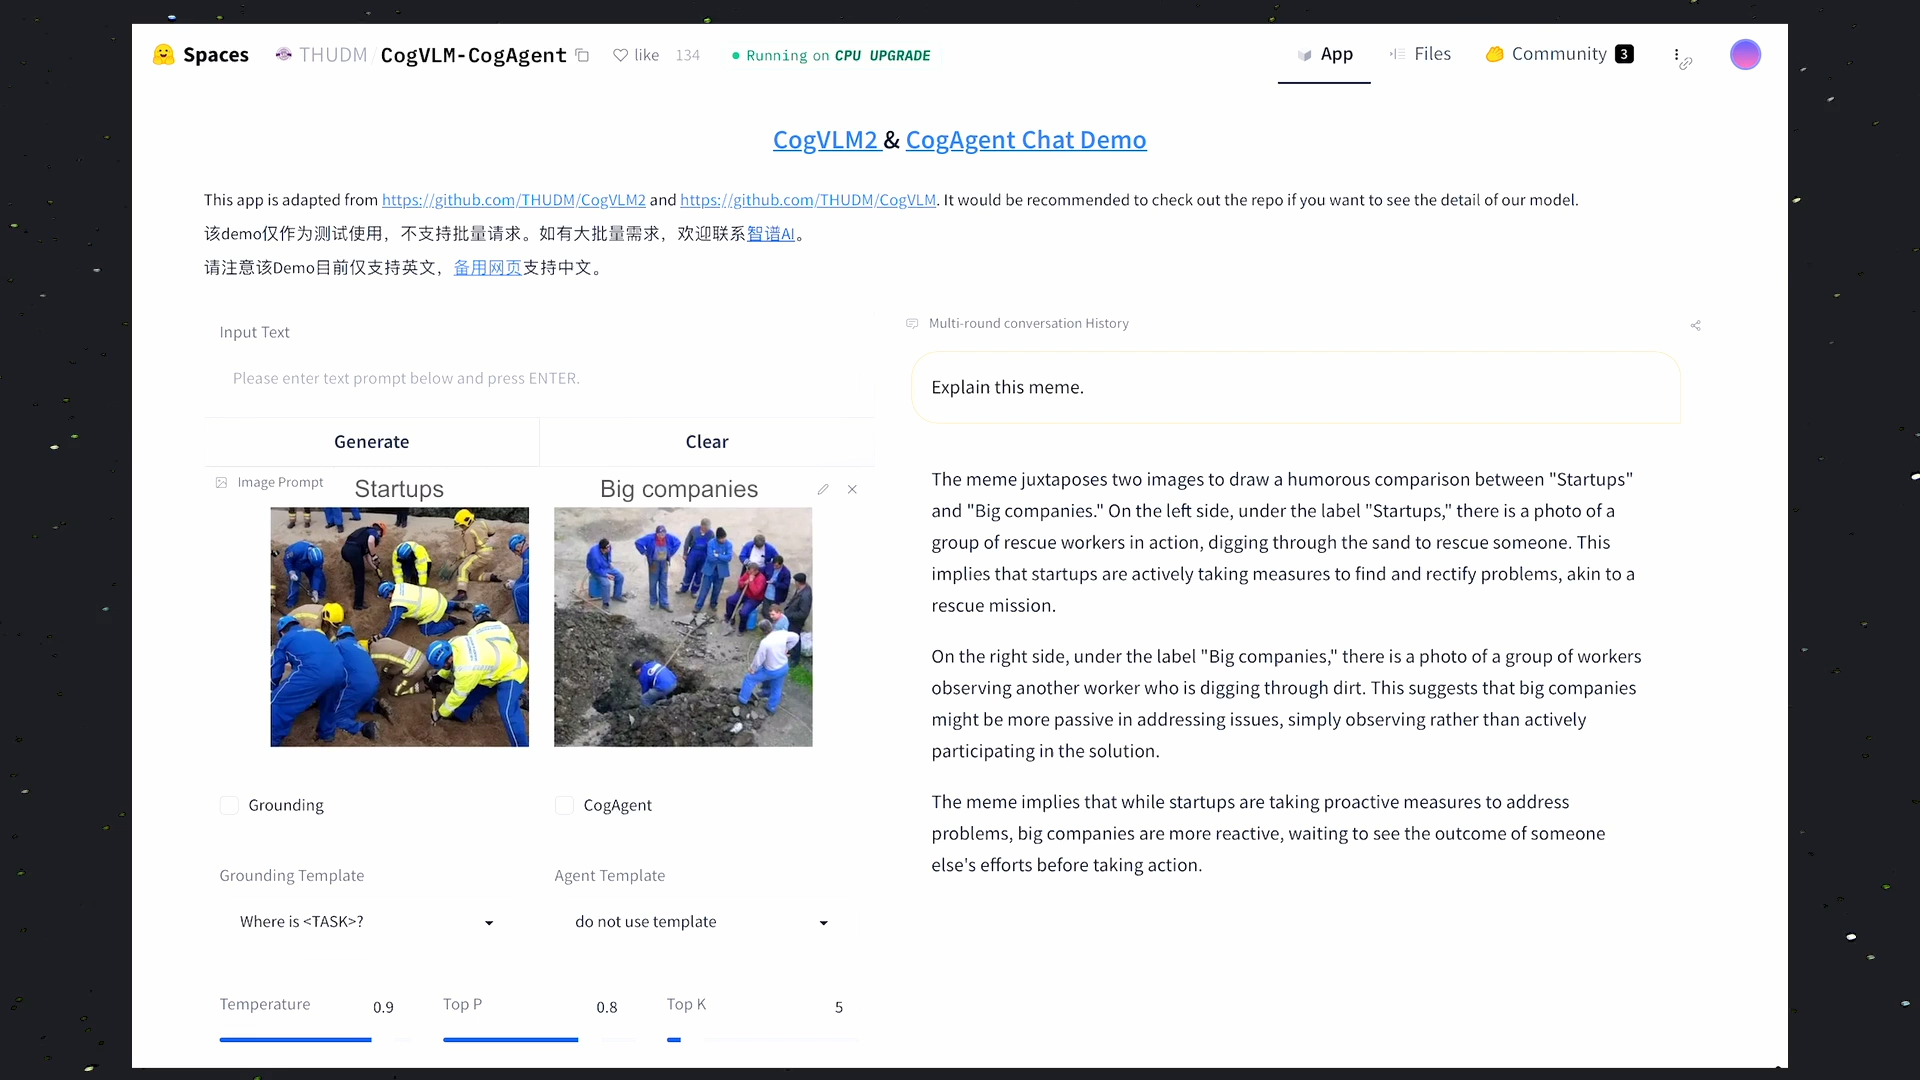 Spaces
THUDM / CogVLM-CogAgent
like 134
Running on CPU UPGRADE
App
Files
Community 3
CogVLM2 & CogAgent Chat Demo
This app is adapted from https://github.com/THUDM/CogVLM2 and https://github.com/THUDM/CogVLM. It would be recommended to check out the repo if you want to see the detail of our model.
该demo仅作为测试使用，不支持批量请求。如有大批量需求，欢迎联系智谱AI。
请注意该Demo目前仅支持英文，备用网页支持中文。
Input Text
Please enter text prompt below and press ENTER.
Generate
Clear
Image Prompt
Startups
Big companies
Grounding
CogAgent
Grounding Template
Agent Template
Where is <TASK>?
do not use template
Temperature 0.9
Top P 0.8
Top K 5
Multi-round conversation History
Explain this meme.
The meme juxtaposes two images to draw a humorous comparison between "Startups"
and "Big companies." On the left side, under the label "Startups," there is a photo of a
group of rescue workers in action, digging through the sand to rescue someone. This
implies that startups are actively taking measures to find and rectify problems, akin to a
rescue mission.
On the right side, under the label "Big companies," there is a photo of a group of workers
observing another worker who is digging through dirt. This suggests that big companies
might be more passive in addressing issues, simply observing rather than actively
participating in the solution.
The meme implies that while startups are taking proactive measures to address
problems, big companies are more reactive, waiting to see the outcome of someone
else's efforts before taking action.